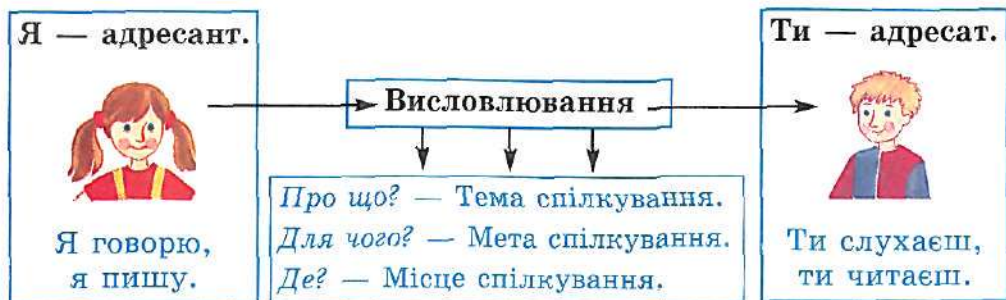 Я — адресант.
Я говорю,
я пишу.
Висловлювання
Про що? — Тема спілкування.
Для чого? — Мета спілкування.
Де? — Місце спілкування.
Ти — адресат.
Ти слухаєш,
ти читаєш.